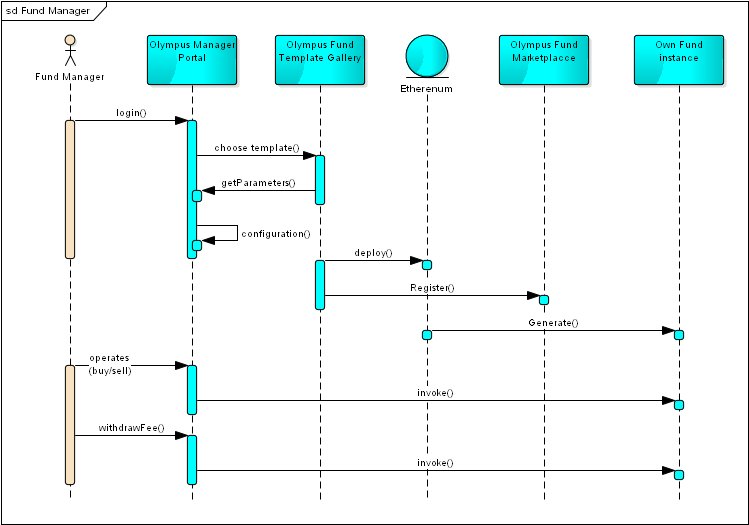 sd Fund Manager
Fund Manager
Olympus Manager
Portal
Olympus Fund
Template Gallery
Etherenum
Olympus Fund
Marketplacce
Own Fund
instance
login()
choose template()
getParameters()
configuration()
deploy()
Register()
Generate()
operates
(buy/sell)
invoke()
withdrawFee()
invoke()